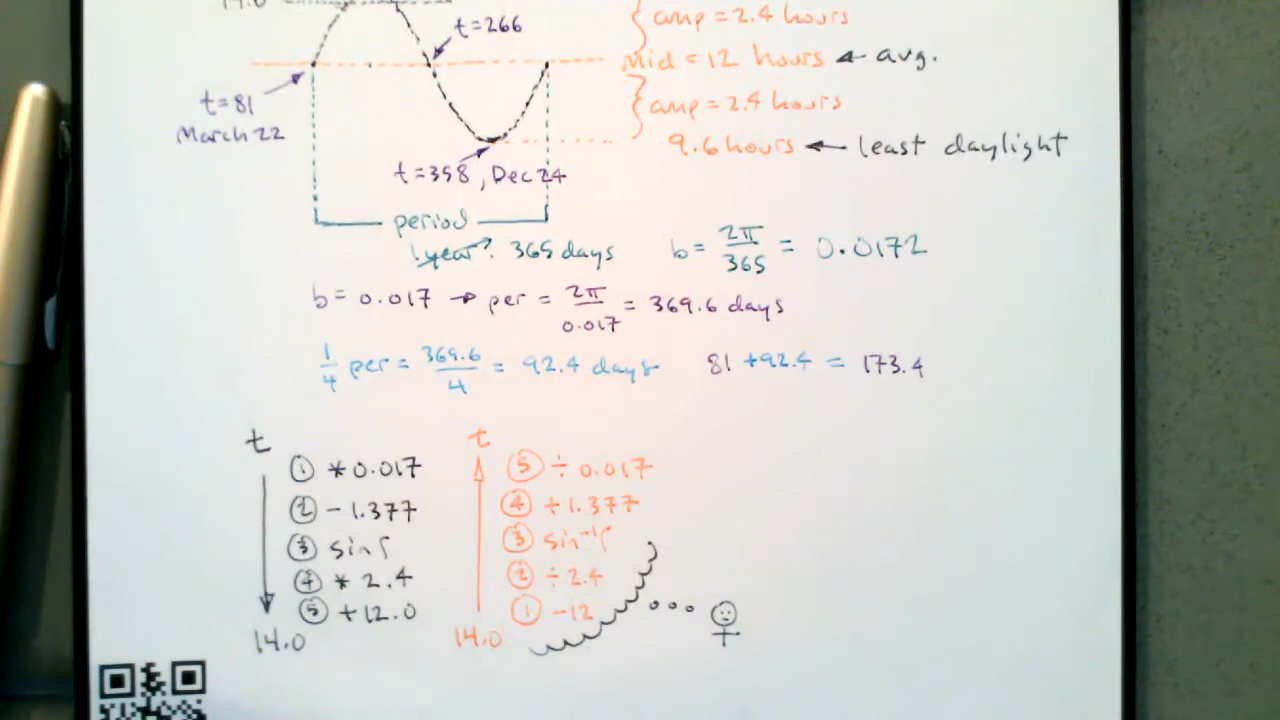 14.0
amp = 2.4 hours
t=266
Mid = 12 hours ← avg.
t=81
March 22
amp = 2.4 hours
9.6 hours ← least daylight
t=358, Dec 24
period
1 year? 365 days
b = 2π/365 = 0.0172
b = 0.017 → per = 2π/0.017 = 369.6 days
1/4 per = 369.6/4 = 92.4 days
81 + 92.4 = 173.4
t
① * 0.017
② - 1.377
③ sin
④ * 2.4
⑤ + 12.0
14.0
t
⑤ ÷ 0.017
④ + 1.377
③ sin⁻¹
② ÷ 2.4
① - 12
14.0